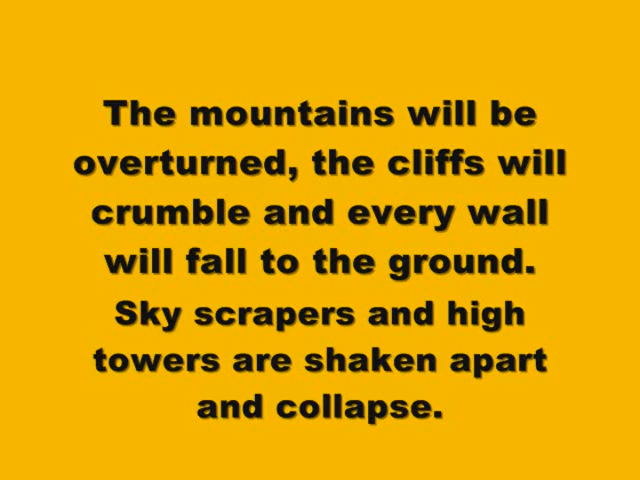 The mountains will be
overturned, the cliffs will
crumble and every wall
will fall to the ground.
Sky scrapers and high
towers are shaken apart
and collapse.